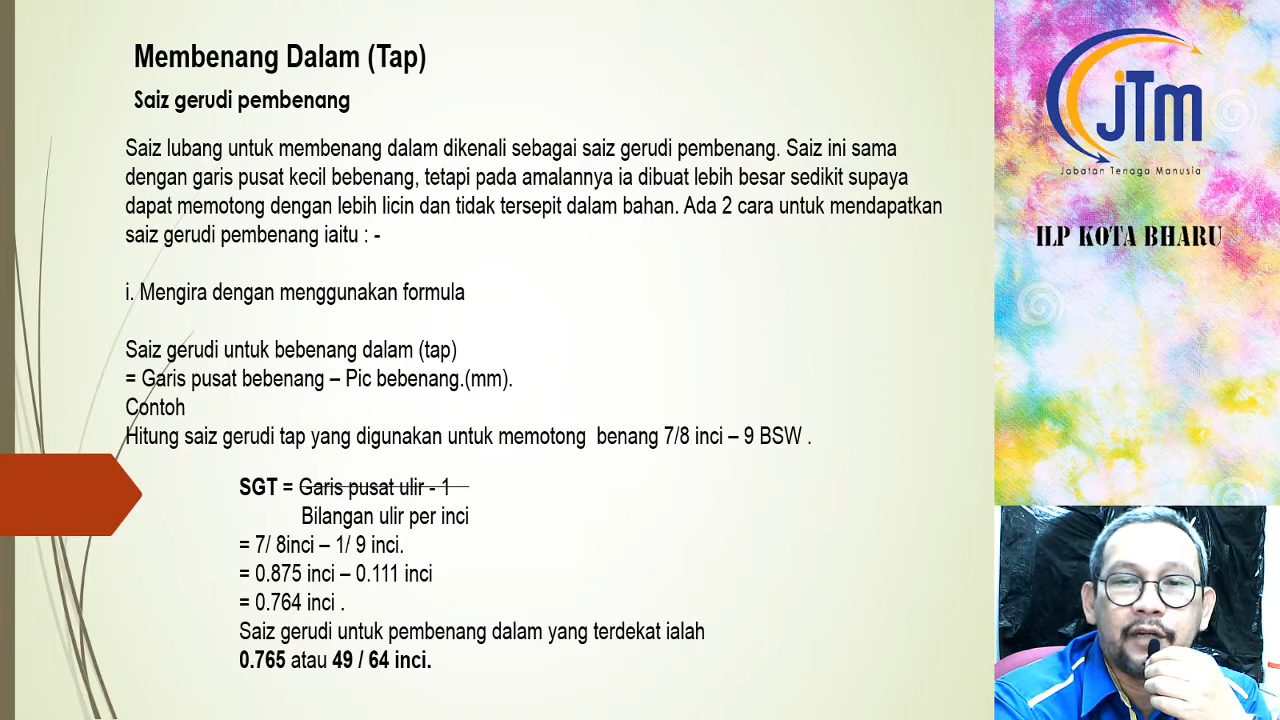 Membenang Dalam (Tap)
Saiz gerudi pembenang
Saiz lubang untuk membenang dalam dikenali sebagai saiz gerudi pembenang. Saiz ini sama
dengan garis pusat kecil bebenang, tetapi pada amalannya ia dibuat lebih besar sedikit supaya
dapat memotong dengan lebih licin dan tidak tersepit dalam bahan. Ada 2 cara untuk mendapatkan
saiz gerudi pembenang iaitu : -
i. Mengira dengan menggunakan formula
Saiz gerudi untuk bebenang dalam (tap)
= Garis pusat bebenang – Pic bebenang.(mm).
Contoh
Hitung saiz gerudi tap yang digunakan untuk memotong  benang 7/8 inci – 9 BSW .
SGT = Garis pusat ulir - 1
Bilangan ulir per inci
= 7/ 8inci – 1/ 9 inci.
= 0.875 inci – 0.111 inci
= 0.764 inci .
Saiz gerudi untuk pembenang dalam yang terdekat ialah
0.765 atau 49 / 64 inci.
jTm
Jabatan Tenaga Manusia
ILP KOTA BHARU